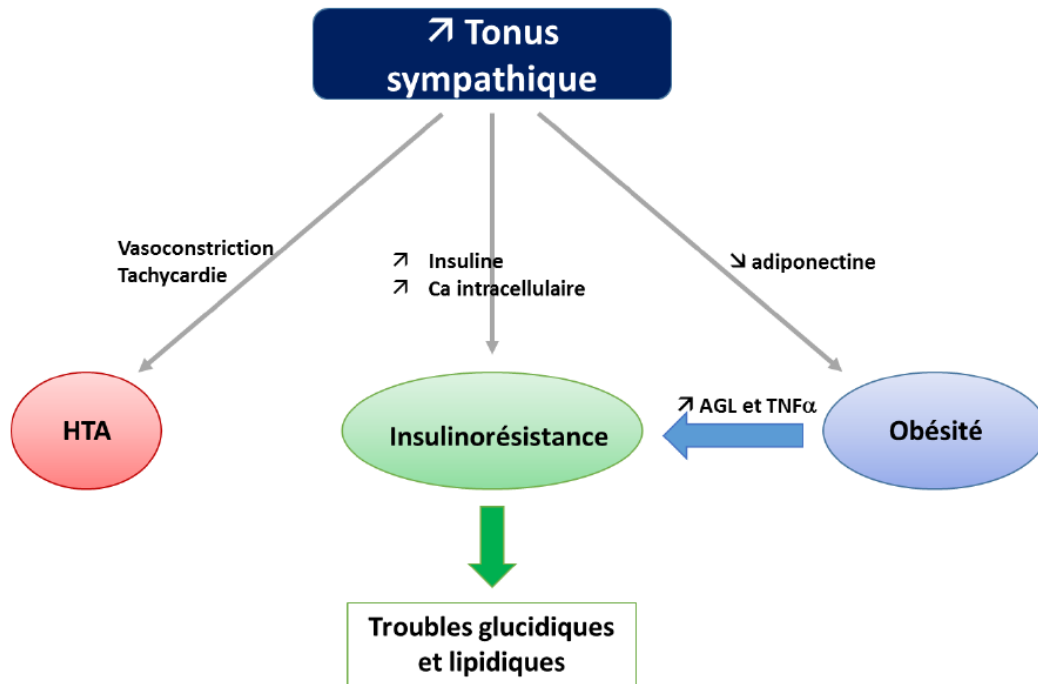 ↗ Tonus
sympathique
Vasoconstriction
Tachycardie
↗ Insuline
↗ Ca intracellulaire
↘ adiponectine
HTA
Insulinorésistance
↗ AGL et TNFα
Obésité
Troubles glucidiques
et lipidiques